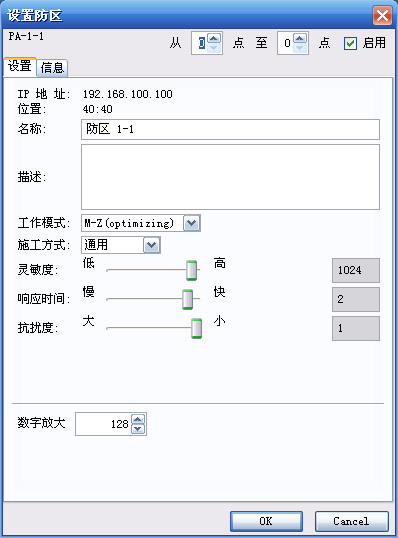 设置防区
PA-1-1
从 0 点 至 0 点 启用
设置 信息
IP 地 址: 192.168.100.100
位置: 40:40
名称: 防区 1-1
描述:
工作模式: M-Z(optimizing)
施工方式: 通用
灵敏度: 低 高 1024
响应时间: 慢 快 2
抗扰度: 大 小 1
数字放大 128
OK Cancel